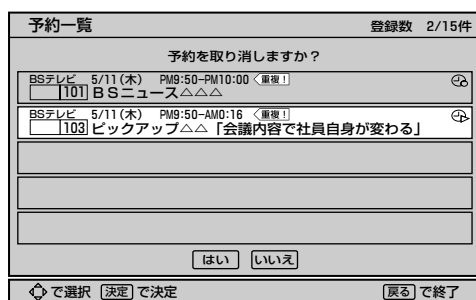 予約一覧 登録数 2/15件
予約を取り消しますか？
BSテレビ 5/11(木) PM9:50-PM10:00 重複!
101 BSニュース△△△
BSテレビ 5/11(木) PM9:50-AM0:16 重複!
103 ピックアップ△△「会議内容で社員自身が変わる」
はい いいえ
で選択 決定 で決定 戻る で終了